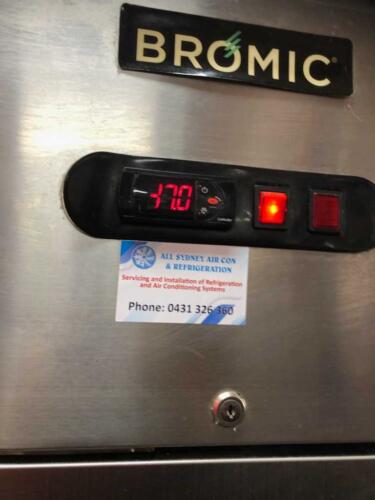 BROMIC
-17.0
ALL SYDNEY AIR CON
& REFRIGERATION
Servicing and Installation of Refrigeration
and Air Conditioning Systems
Phone: 0431 326 360